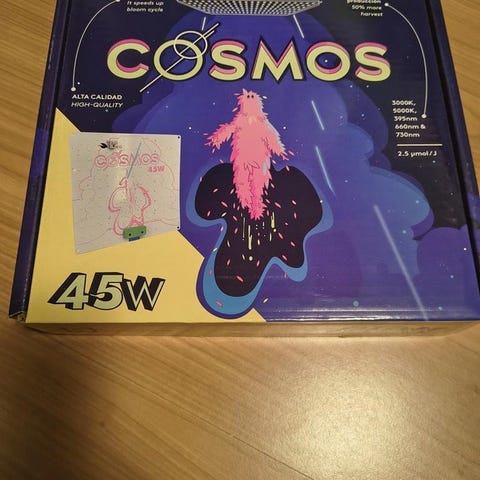 It speeds up
bloom cycle
producción
50% more
harvest
COSMOS
ALTA CALIDAD
HIGH-QUALITY
3000K,
5000K,
395nm
660nm &
730nm
2.5 µmol/J
COSMOS
45W
45W